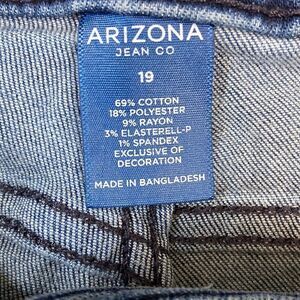 ARIZONA
JEAN CO
19
69% COTTON
18% POLYESTER
9% RAYON
3% ELASTERELL-P
1% SPANDEX
EXCLUSIVE OF
DECORATION
MADE IN BANGLADESH